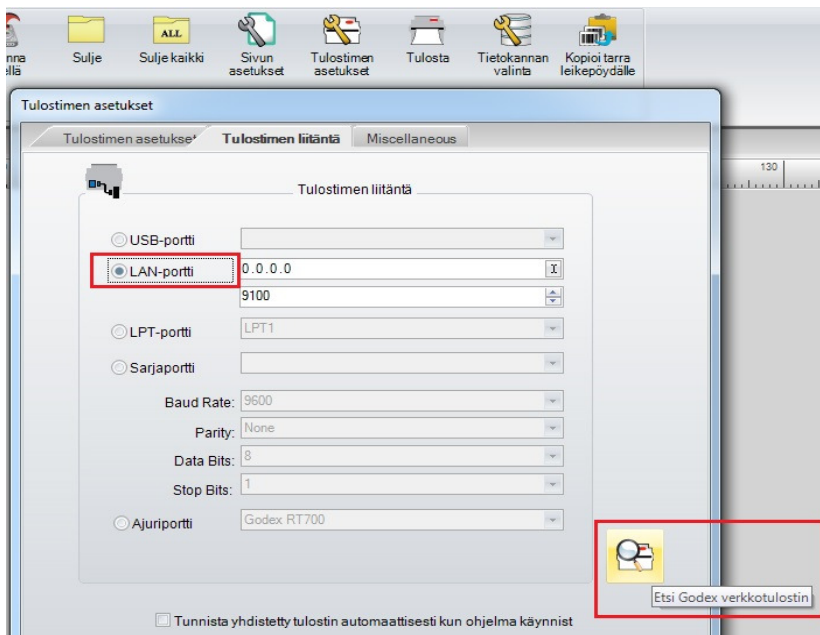 ALL
nna
ellä
Sulje
Sulje kaikki
Sivun
asetukset
Tulostimen
asetukset
Tulosta
Tietokannan
valinta
Kopioi tarra
leikepöydälle
Tulostimen asetukset
Tulostimen asetukset
Tulostimen liitäntä
Miscellaneous
130
Tulostimen liitäntä
USB-portti
LAN-portti
0.0.0.0
9100
LPT-portti
LPT1
Sarjaportti
Baud Rate: 9600
Parity: None
Data Bits: 8
Stop Bits: 1
Ajuriportti
Godex RT700
Etsi Godex verkkotulostin
Tunnista yhdistetty tulostin automaattisesti kun ohjelma käynnist